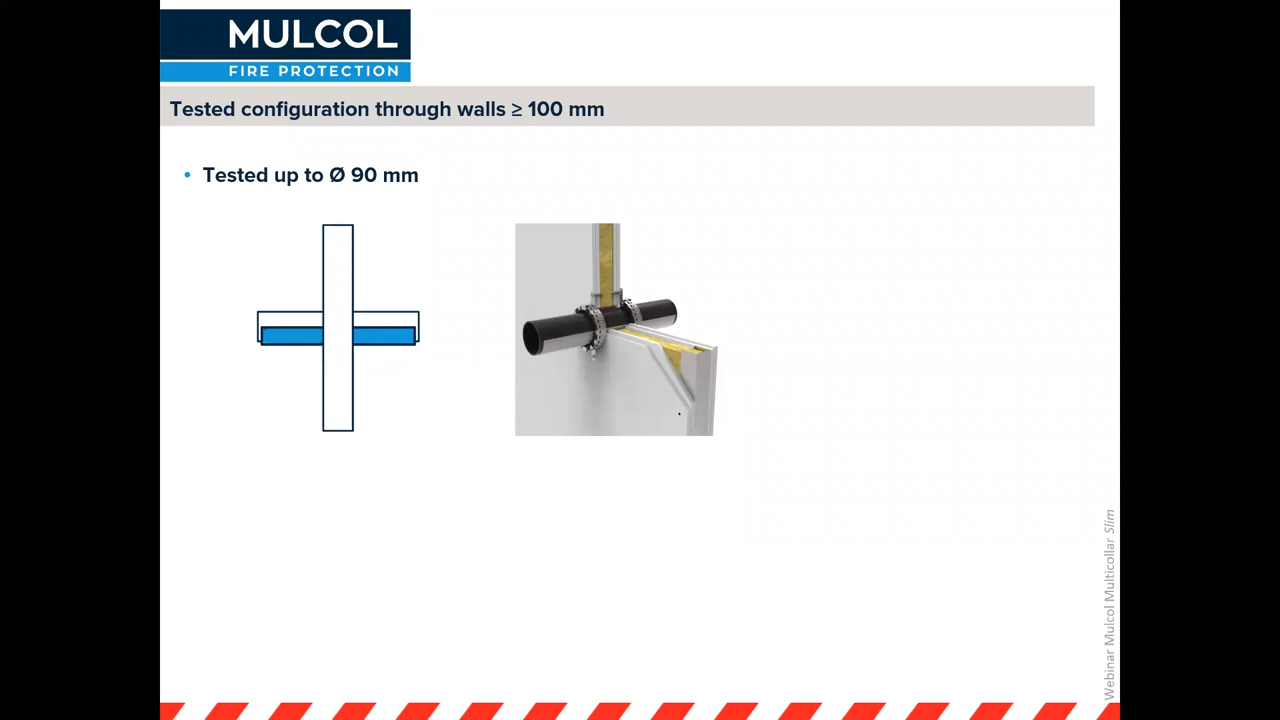 MULCOL
FIRE PROTECTION
Tested configuration through walls ≥ 100 mm
• Tested up to Ø 90 mm
Webinar Mulcol Multicollar Slim